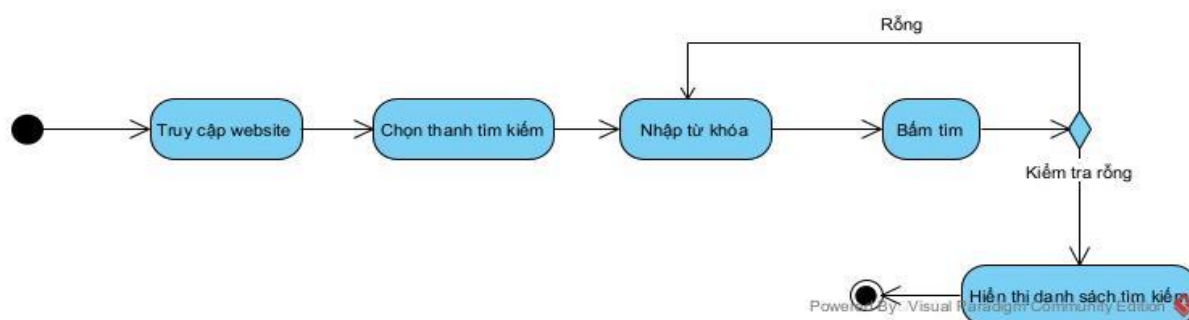 Rỗng
Truy cập website
Chọn thanh tìm kiếm
Nhập từ khóa
Bấm tìm
Kiểm tra rỗng
Hiển thị danh sách tìm kiếm
Powered By: Visual Paradigm Community Edition